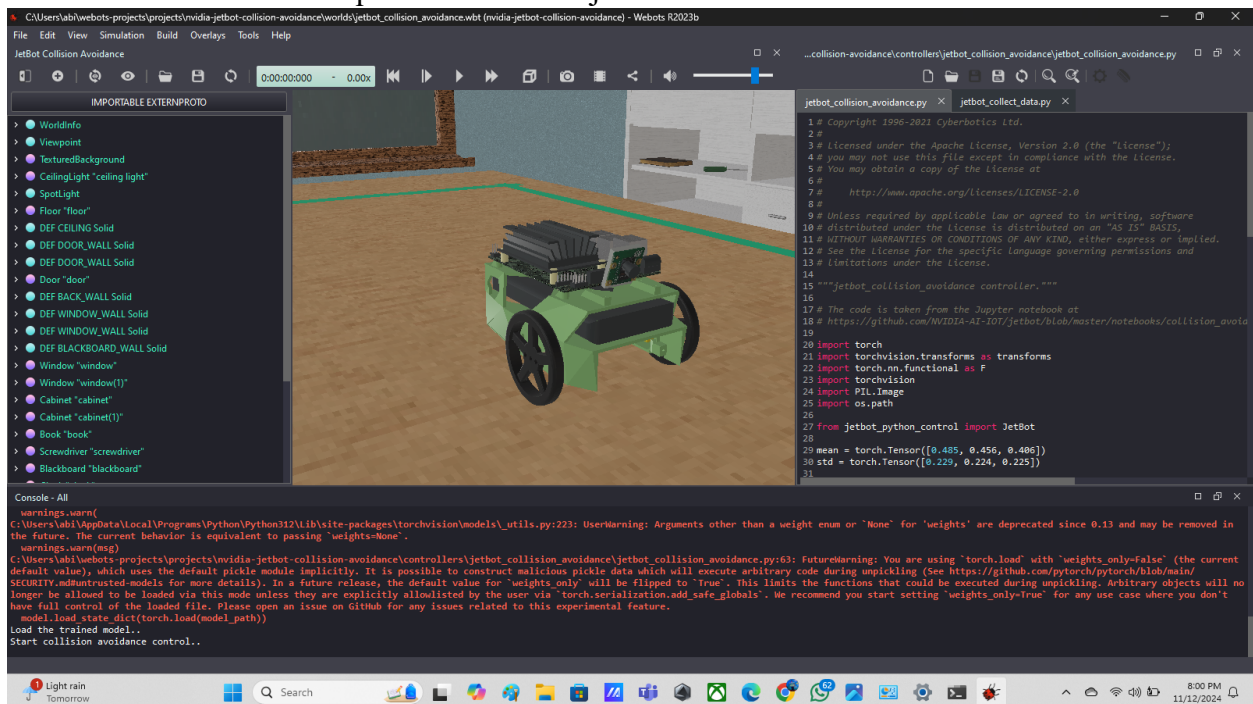 C:\Users\abi\webots-projects\projects\nvidia-jetbot-collision-avoidance\worlds\jetbot_collision_avoidance.wbt (nvidia-jetbot-collision-avoidance) - Webots R2023b
File Edit View Simulation Build Overlays Tools Help
JetBot Collision Avoidance
0:00:00:000 - 0.00x
IMPORTABLE EXTERNPROTO
WorldInfo
Viewpoint
TexturedBackground
CeilingLight "ceiling light"
SpotLight
Floor "floor"
DEF CEILING Solid
DEF DOOR_WALL Solid
DEF DOOR_WALL Solid
Door "door"
DEF BACK_WALL Solid
DEF WINDOW_WALL Solid
DEF WINDOW_WALL Solid
DEF BLACKBOARD_WALL Solid
Window "window"
Window "window(1)"
Cabinet "cabinet"
Cabinet "cabinet(1)"
Book "book"
Screwdriver "screwdriver"
Blackboard "blackboard"
...collision-avoidance\controllers\jetbot_collision_avoidance\jetbot_collision_avoidance.py
jetbot_collision_avoidance.py jetbot_collect_data.py
1 # Copyright 1996-2021 Cyberbotics Ltd.
2 #
3 # Licensed under the Apache License, Version 2.0 (the "License");
4 # you may not use this file except in compliance with the License.
5 # You may obtain a copy of the License at
6 #
7 # http://www.apache.org/licenses/LICENSE-2.0
8 #
9 # Unless required by applicable law or agreed to in writing, software
10 # distributed under the License is distributed on an "AS IS" BASIS,
11 # WITHOUT WARRANTIES OR CONDITIONS OF ANY KIND, either express or implied.
12 # See the License for the specific language governing permissions and
13 # limitations under the License.
14
15 """jetbot_collision_avoidance controller."""
16
17 # The code is taken from the Jupyter notebook at
18 # https://github.com/NVIDIA-AI-IOT/jetbot/blob/master/notebooks/collision_avoid
19
20 import torch
21 import torchvision.transforms as transforms
22 import torch.nn.functional as F
23 import torchvision
24 import PIL.Image
25 import os.path
26
27 from jetbot_python_control import JetBot
28
29 mean = torch.Tensor([0.485, 0.456, 0.406])
30 std = torch.Tensor([0.229, 0.224, 0.225])
31
Console - All
warnings.warn(
C:\Users\abi\AppData\Local\Programs\Python\Python312\Lib\site-packages\torchvision\models\_utils.py:223: UserWarning: Arguments other than a weight enum or `None` for 'weights' are deprecated since 0.13 and may be removed in
the future. The current behavior is equivalent to passing `weights=None`.
warnings.warn(msg)
C:\Users\abi\webots-projects\projects\nvidia-jetbot-collision-avoidance\controllers\jetbot_collision_avoidance\jetbot_collision_avoidance.py:63: FutureWarning: You are using `torch.load` with `weights_only=False` (the current
default value), which uses the default pickle module implicitly. It is possible to construct malicious pickle data which will execute arbitrary code during unpickling (See https://github.com/pytorch/pytorch/blob/main/
SECURITY.md#untrusted-models for more details). In a future release, the default value for `weights_only` will be flipped to `True`. This limits the functions that could be executed during unpickling. Arbitrary objects will no
longer be allowed to be loaded via this mode unless they are explicitly allowlisted by the user via `torch.serialization.add_safe_globals`. We recommend you start setting `weights_only=True` for any use case where you don't
have full control of the loaded file. Please open an issue on GitHub for any issues related to this experimental feature.
model.load_state_dict(torch.load(model_path))
Load the trained model..
Start collision avoidance control..
1
Light rain
Tomorrow
Search
62
8:00 PM
11/12/2024